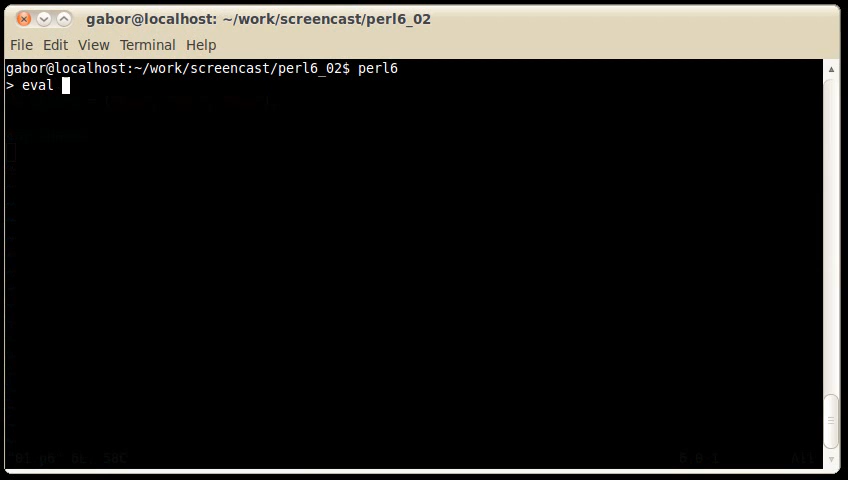 gabor@localhost: ~/work/screencast/perl6_02
File Edit View Terminal Help
gabor@localhost:~/work/screencast/perl6_02$ perl6
> eval